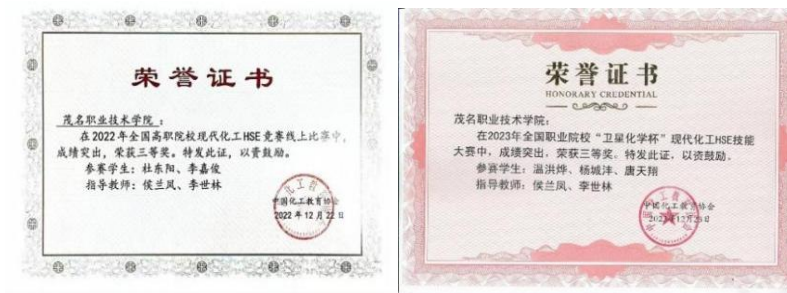 荣誉证书
茂名职业技术学院:
在2022年全国高职院校现代化工HSE竞赛线上比赛中,
成绩突出,荣获三等奖。特发此证,以资鼓励。
参赛学生:杜东阳、李嘉俊
指导教师:侯兰凤、李世林
中国化工教育协会
2022年12月22日
荣誉证书
HONORARY CREDENTIAL
茂名职业技术学院:
在2023年全国职业院校“卫星化学杯”现代化工HSE技能
大赛中,成绩突出,荣获三等奖。特发此证,以资鼓励。
参赛学生:温洪烨、杨城沣、唐天翔
指导教师:侯兰凤、李世林
中国化工教育协会